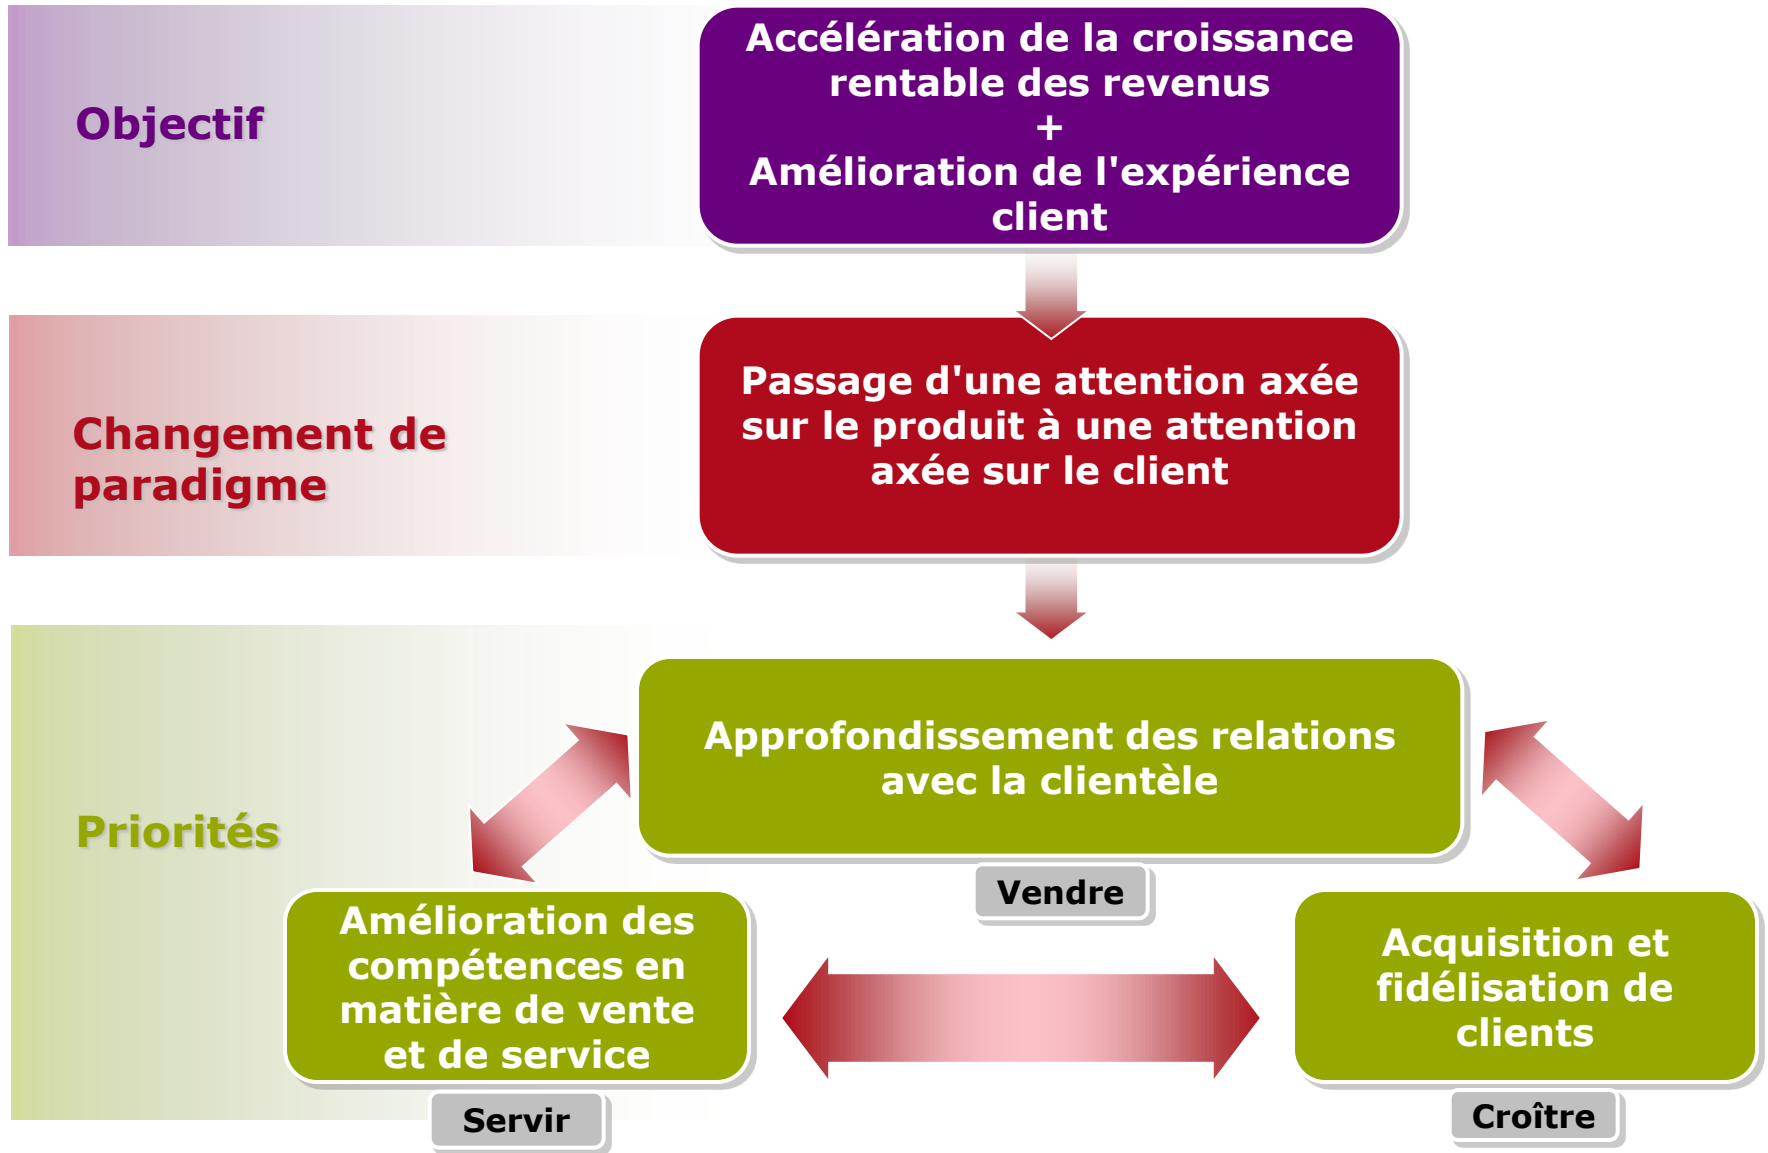 Objectif
Accélération de la croissance
rentable des revenus
+
Amélioration de l'expérience
client
Changement de
paradigme
Passage d'une attention axée
sur le produit à une attention
axée sur le client
Priorités
Approfondissement des relations
avec la clientèle
Vendre
Amélioration des
compétences en
matière de vente
et de service
Servir
Acquisition et
fidélisation de
clients
Croître